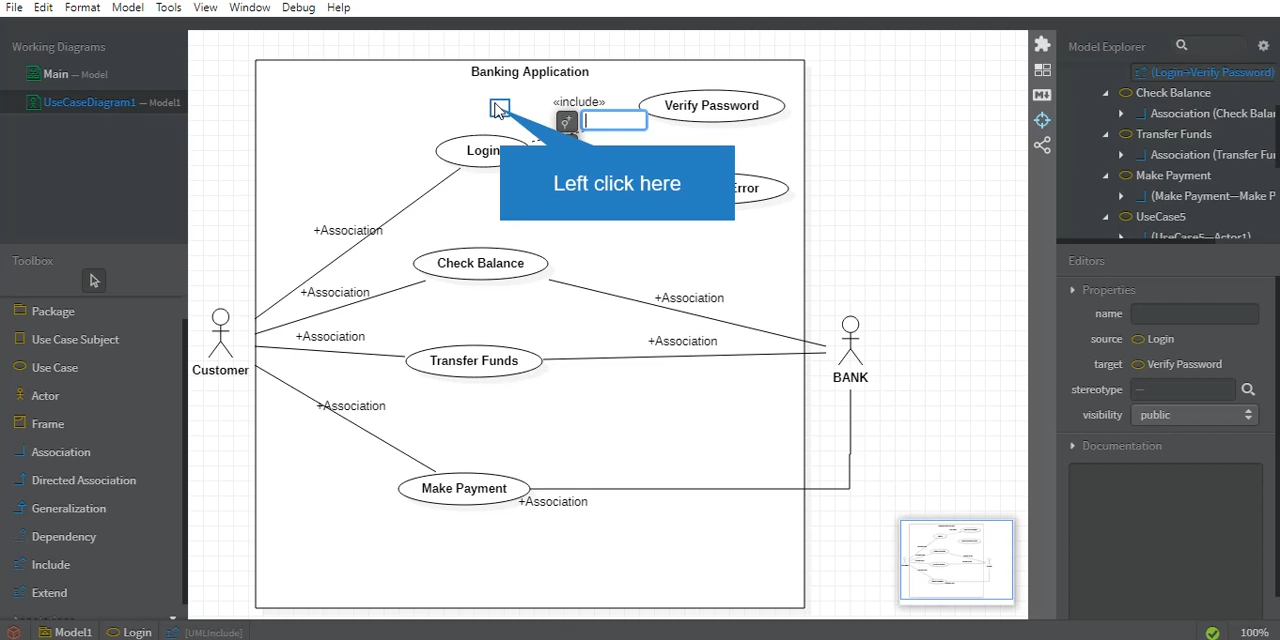 File Edit Format Model Tools View Window Debug Help
Working Diagrams
Main — Model
UseCaseDiagram1 — Model1
Toolbox
Package
Use Case Subject
Use Case
Actor
Frame
Association
Directed Association
Generalization
Dependency
Include
Extend
Banking Application
«include»
Verify Password
Login
Left click here
Error
+Association
Check Balance
+Association
+Association
+Association
+Association
Transfer Funds
Customer
BANK
+Association
Make Payment
+Association
Model Explorer
(Login→Verify Password)
Check Balance
Association (Check Balar
Transfer Funds
Association (Transfer Fu
Make Payment
(Make Payment—Make P
UseCase5
(UseCase5—Actor1)
Editors
Properties
name
source Login
target Verify Password
stereotype —
visibility public
Documentation
Model1 Login [UMLInclude]
100%